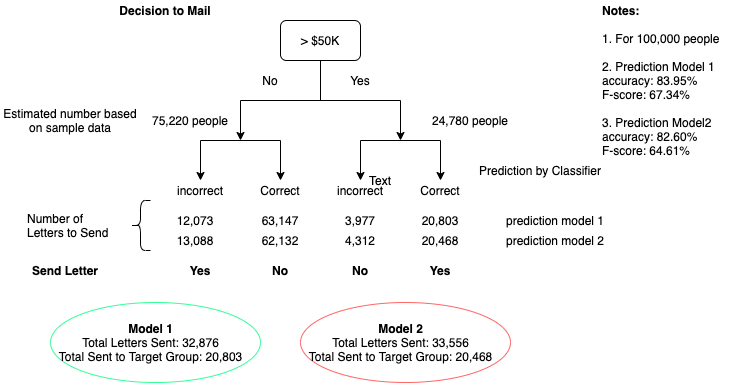 Decision to Mail
Notes:
> $50K
1. For 100,000 people
2. Prediction Model 1
accuracy: 83.95%
F-score: 67.34%
3. Prediction Model2
accuracy: 82.60%
F-score: 64.61%
No
Yes
Estimated number based
on sample data
75,220 people
24,780 people
Prediction by Classifier
Text
incorrect
Correct
incorrect
Correct
Number of
Letters to Send
12,073 63,147 3,977 20,803 prediction model 1
13,088 62,132 4,312 20,468 prediction model 2
Send Letter Yes No No Yes
Model 1
Total Letters Sent: 32,876
Total Sent to Target Group: 20,803
Model 2
Total Letters Sent: 33,556
Total Sent to Target Group: 20,468